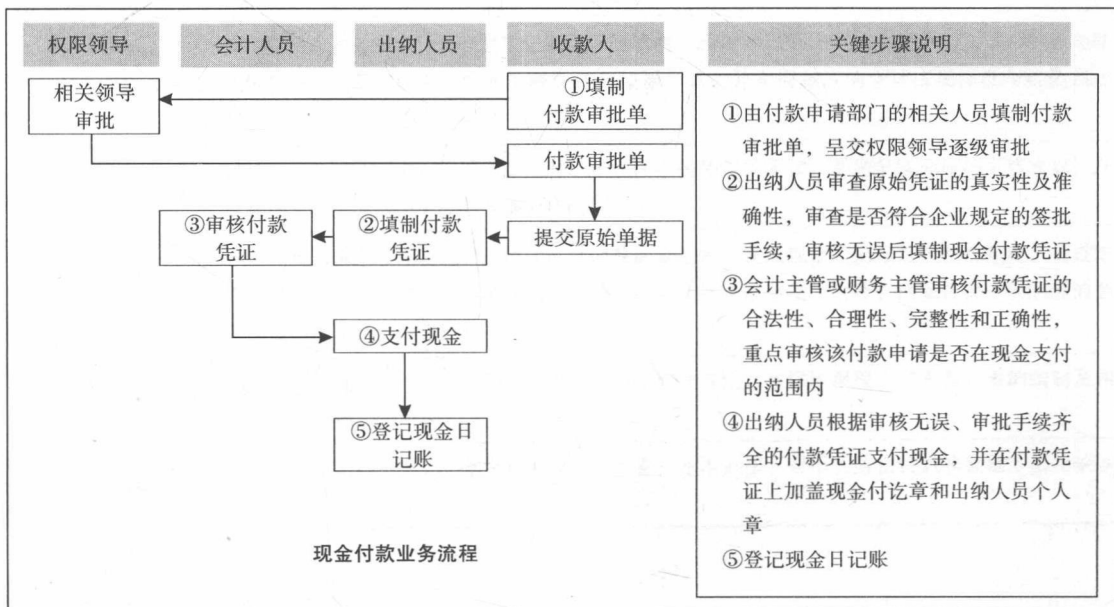 权限领导 会计人员 出纳人员 收款人 关键步骤说明
相关领导
审批
①填制
付款审批单
付款审批单
③审核付款
凭证
②填制付款
凭证
提交原始单据
④支付现金
⑤登记现金日
记账
现金付款业务流程
①由付款申请部门的相关人员填制付款
审批单，呈交权限领导逐级审批
②出纳人员审查原始凭证的真实性及准
确性，审查是否符合企业规定的签批
手续，审核无误后填制现金付款凭证
③会计主管或财务主管审核付款凭证的
合法性、合理性、完整性和正确性，
重点审核该付款申请是否在现金支付
的范围内
④出纳人员根据审核无误、审批手续齐
全的付款凭证支付现金，并在付款凭
证上加盖现金付讫章和出纳人员个人
章
⑤登记现金日记账